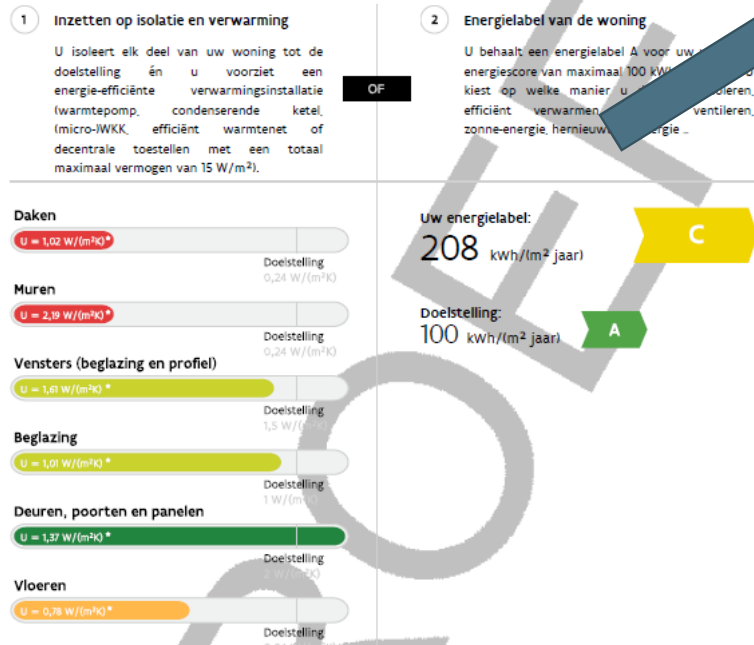 1 Inzetten op isolatie en verwarming
U isoleert elk deel van uw woning tot de
doelstelling én u voorziet een
energie-efficiënte verwarmingsinstallatie
(warmtepomp, condenserende ketel,
(micro-)WKK, efficiënt warmtenet of
decentrale toestellen met een totaal
maximaal vermogen van 15 W/m²).
OF
2 Energielabel van de woning
U behaalt een energielabel A voor uw
energiescore van maximaal 100
kiest op welke manier u
efficiënt verwarmen ventileren,
zonne-energie,
Daken
U = 1,02 W/(m²K) *
Doelstelling
0,24 W/(m²K)
Muren
U = 2,19 W/(m²K) *
Doelstelling
0,24 W/(m²K)
Vensters (beglazing en profiel)
U = 1,61 W/(m²K) *
Doelstelling
1,5 W/(m²K)
Beglazing
U = 1,01 W/(m²K) *
Doelstelling
1 W/(m²K)
Deuren, poorten en panelen
U = 1,37 W/(m²K) *
Doelstelling
2 W/(m²K)
Vloeren
U = 0,78 W/(m²K) *
Doelstelling
Uw energielabel:
208 kWh/(m² jaar)
C
Doelstelling:
100 kWh/(m² jaar)
A